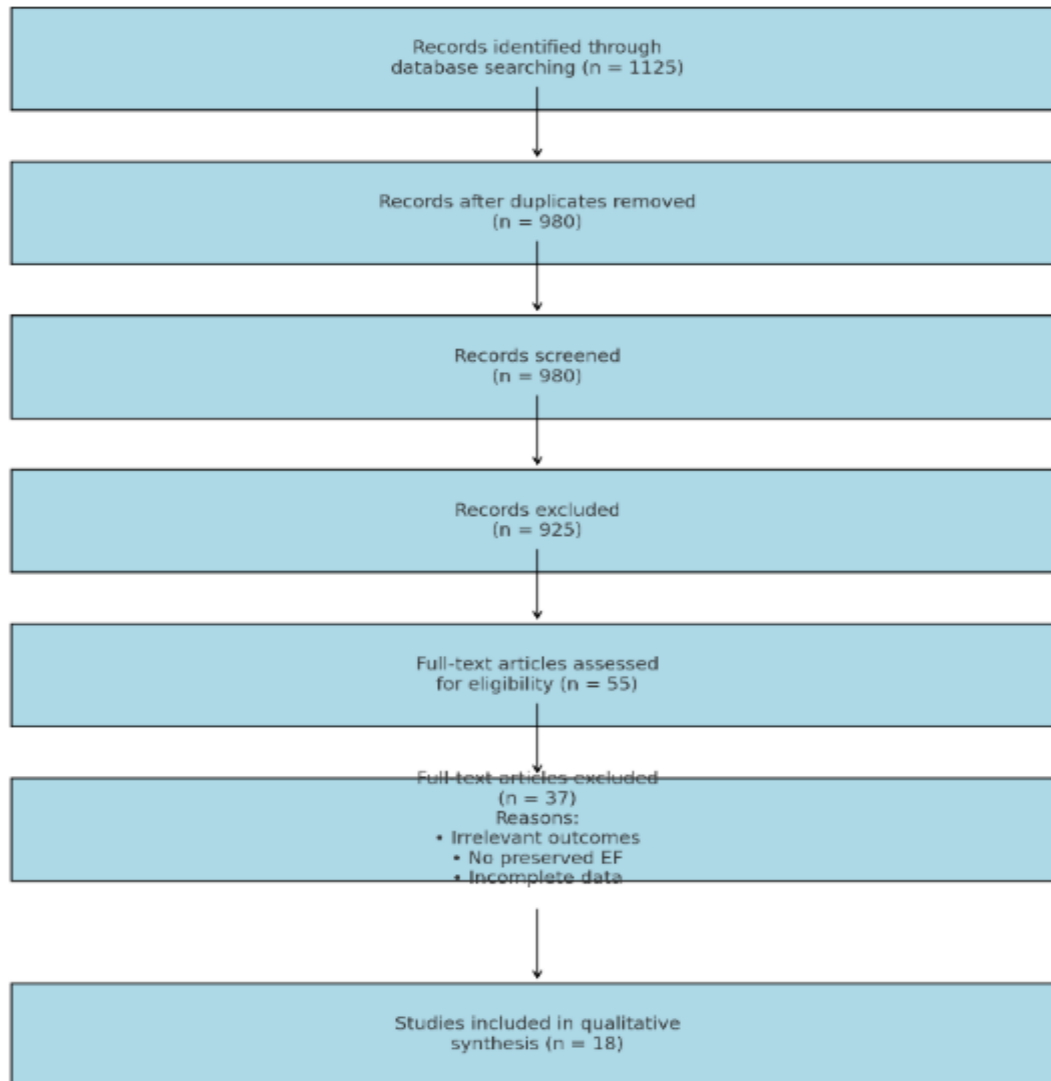 Records identified through
database searching (n = 1125)
Records after duplicates removed
(n = 980)
Records screened
(n = 980)
Records excluded
(n = 925)
Full-text articles assessed
for eligibility (n = 55)
Full-text articles excluded
(n = 37)
Reasons:
• Irrelevant outcomes
• No preserved EF
• Incomplete data
Studies included in qualitative
synthesis (n = 18)